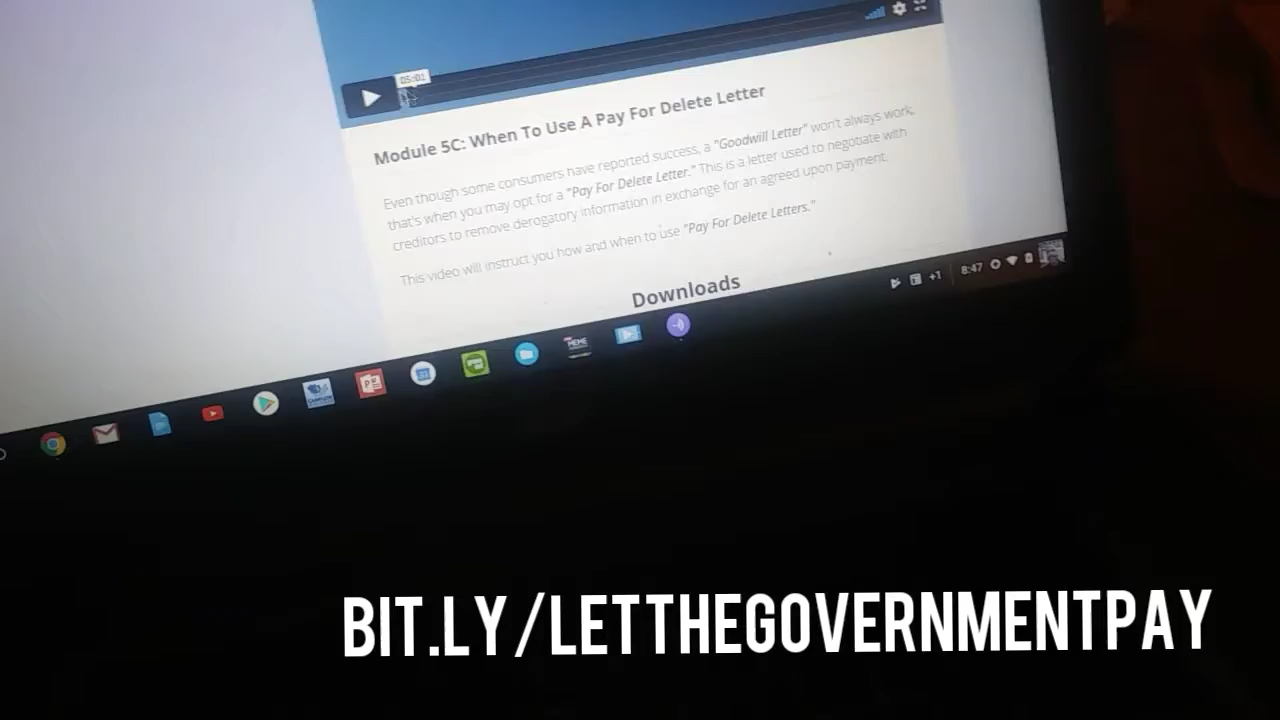 05:01
Module 5C: When To Use A Pay For Delete Letter
Even though some consumers have reported success, a "Goodwill Letter" won't always work,
that's when you may opt for a "Pay For Delete Letter." This is a letter used to negotiate with
creditors to remove derogatory information in exchange for an agreed upon payment.
This video will instruct you how and when to use "Pay For Delete Letters."
Downloads
+1 8:47
MEME
BIT.LY/LETTHEGOVERNMENTPAY